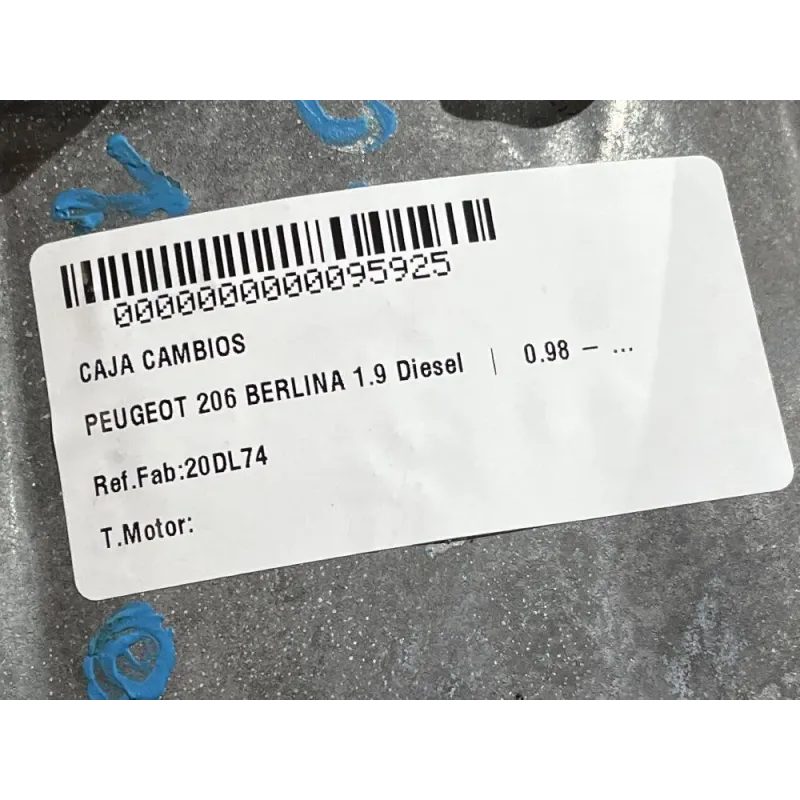 0000000000095925
CAJA CAMBIOS
PEUGEOT 206 BERLINA 1.9 Diesel | 0.98 - ...
Ref.Fab:20DL74
T.Motor: